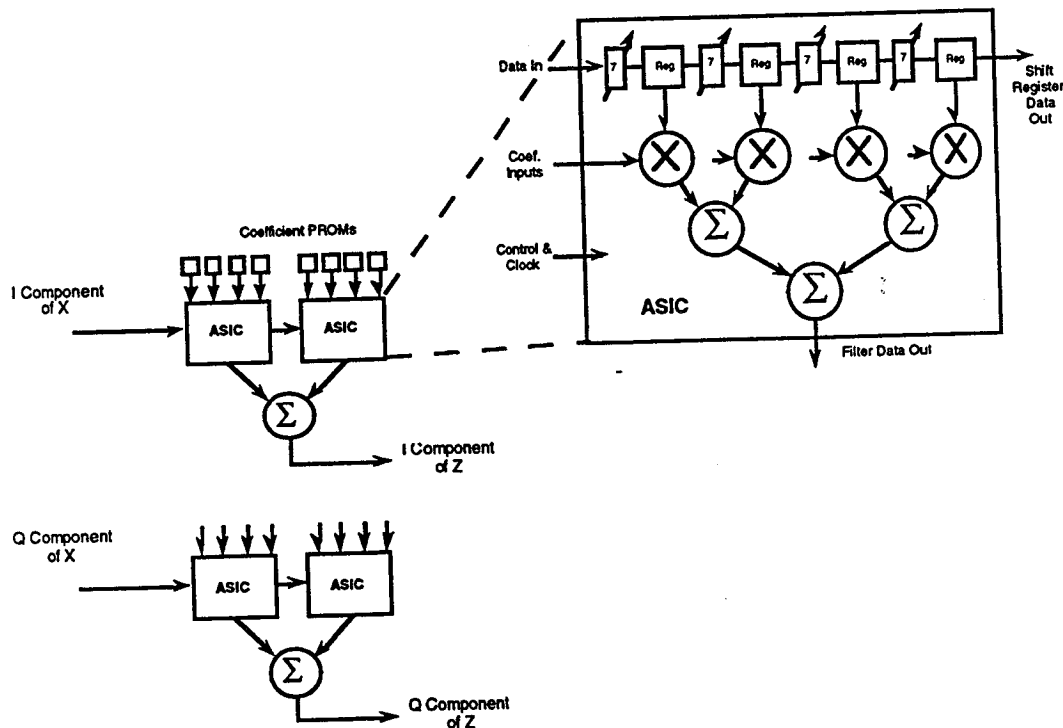 Data In
7
Reg
7
Reg
7
Reg
7
Reg
Shift
Register
Data
Out
Coef.
Inputs
X
X
X
X
Σ
Σ
Control &
Clock
Σ
ASIC
Filter Data Out
Coefficient PROMs
I Component
of X
ASIC
ASIC
Σ
I Component
of Z
Q Component
of X
ASIC
ASIC
Σ
Q Component
of Z